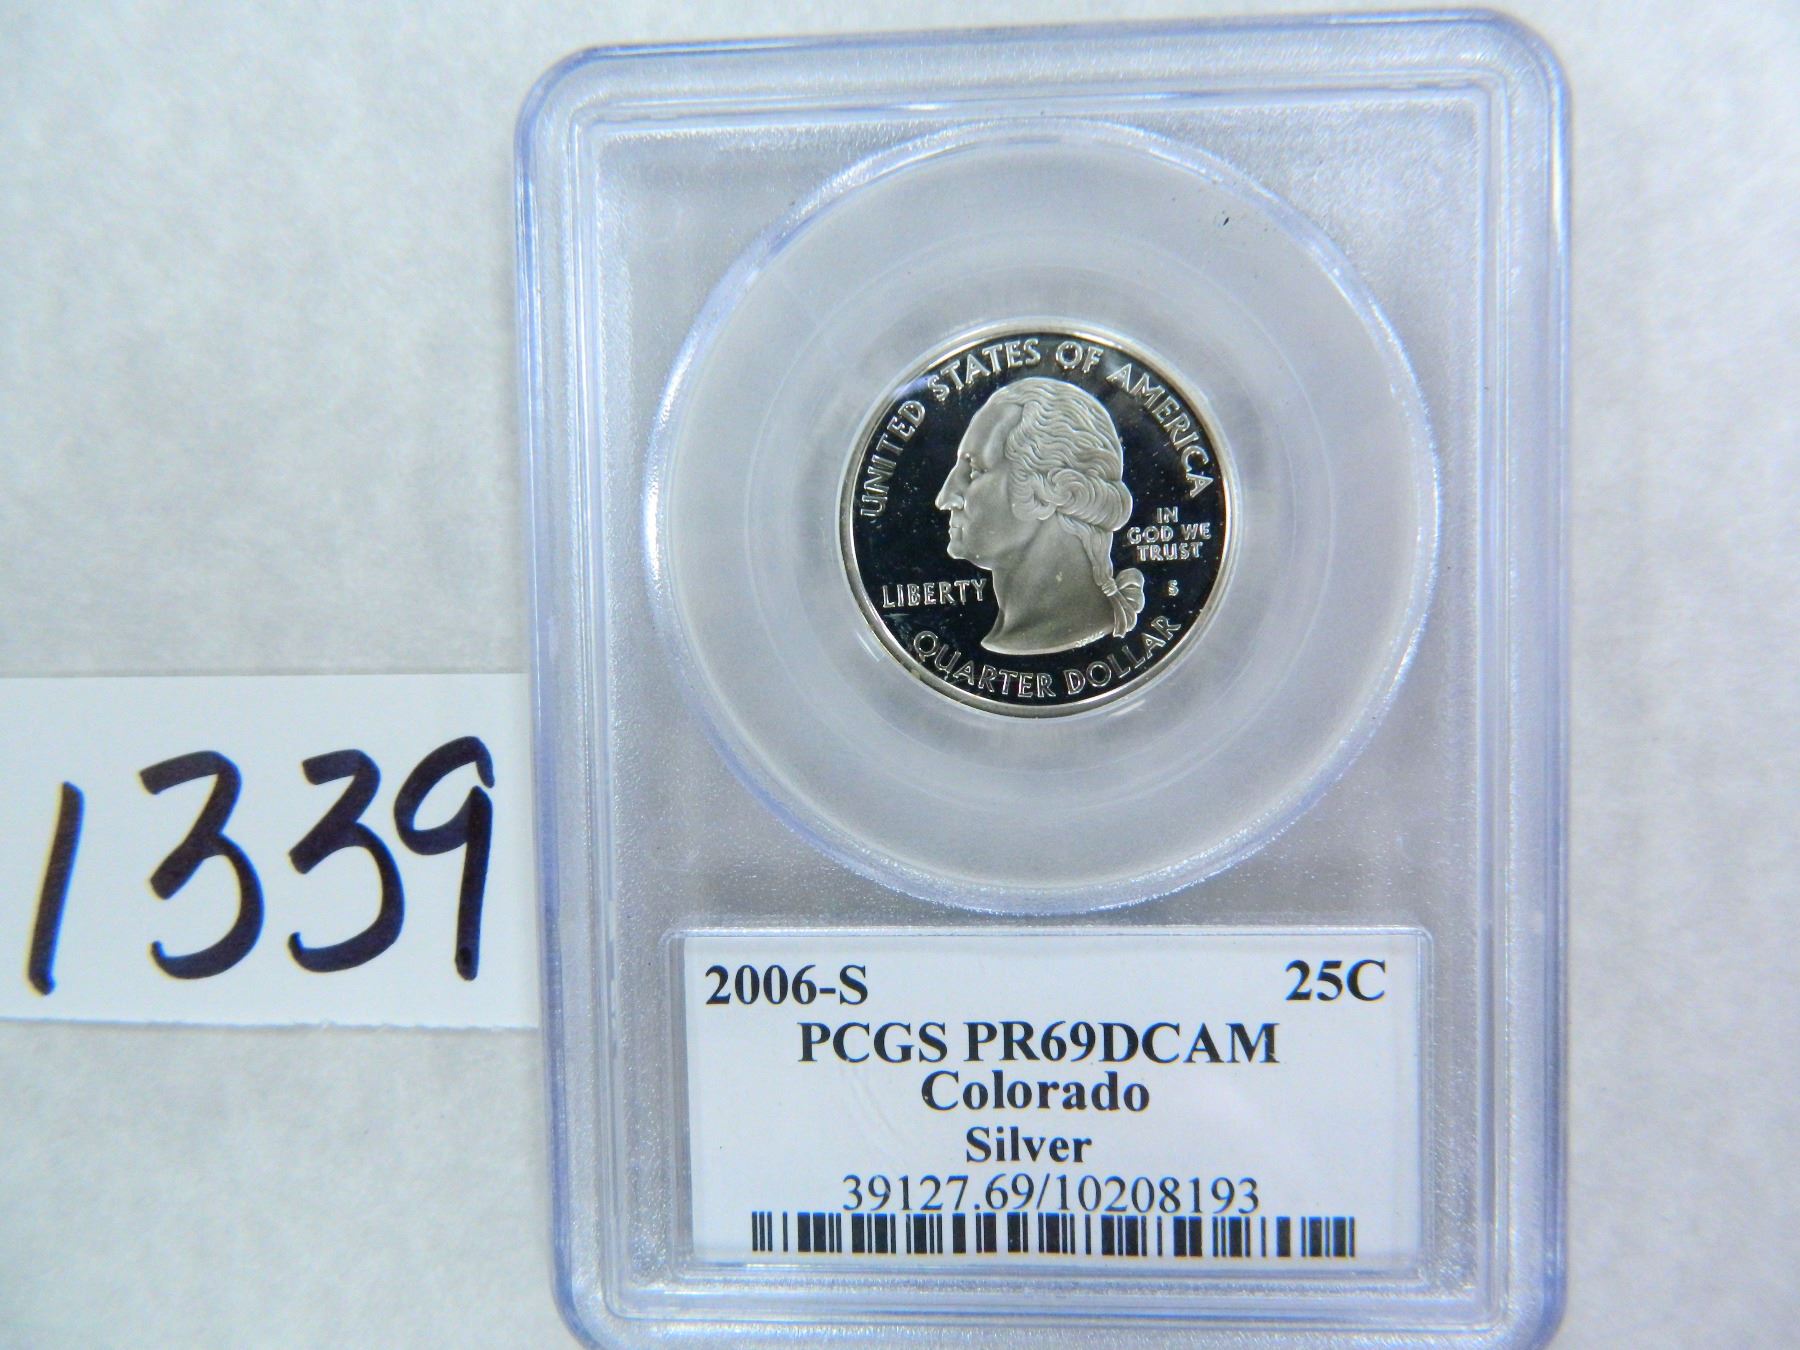 1339
UNITED STATES OF AMERICA
IN
GOD WE
TRUST
LIBERTY
S
QUARTER DOLLAR
2006-S 25C
PCGS PR69DCAM
Colorado
Silver
39127.69/10208193